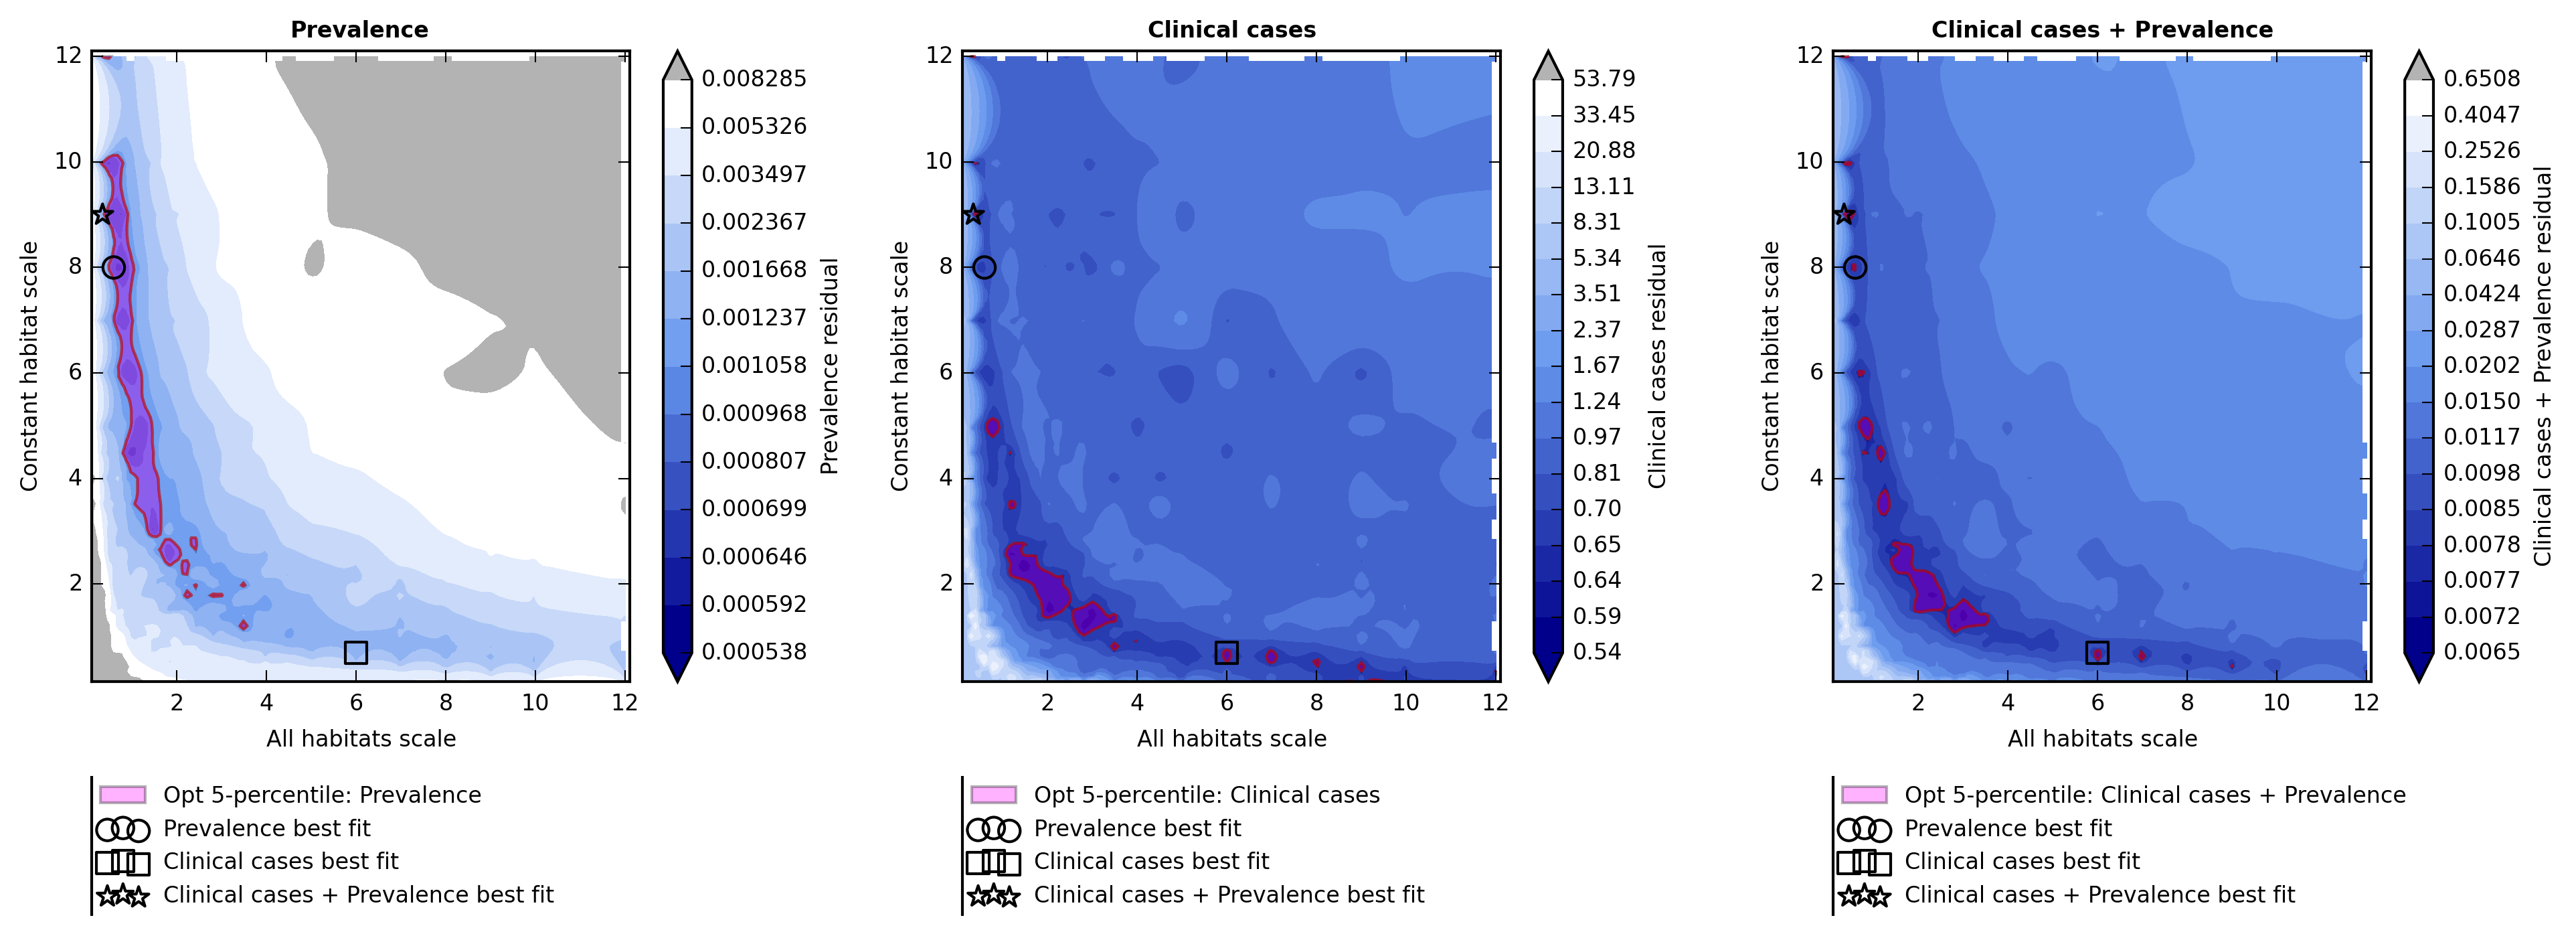 Prevalence
Constant habitat scale
12
10
8
6
4
2
2 4 6 8 10 12
All habitats scale
0.008285
0.005326
0.003497
0.002367
0.001668
0.001237
0.001058
0.000968
0.000807
0.000699
0.000646
0.000592
0.000538
Prevalence residual
Opt 5-percentile: Prevalence
Prevalence best fit
Clinical cases best fit
Clinical cases + Prevalence best fit
Clinical cases
Constant habitat scale
12
10
8
6
4
2
2 4 6 8 10
All habitats scale
53.79
33.45
20.88
13.11
8.31
5.34
3.51
2.37
1.67
1.24
0.97
0.81
0.70
0.65
0.64
0.59
0.54
Clinical cases residual
Opt 5-percentile: Clinical cases
Prevalence best fit
Clinical cases best fit
Clinical cases + Prevalence best fit
Clinical cases + Prevalence
Constant habitat scale
12
10
8
6
4
2
2 4 6 8 10 12
All habitats scale
0.6508
0.4047
0.2526
0.1586
0.1005
0.0646
0.0424
0.0287
0.0202
0.0150
0.0117
0.0098
0.0085
0.0078
0.0077
0.0072
0.0065
Clinical cases + Prevalence residual
Opt 5-percentile: Clinical cases + Prevalence
Prevalence best fit
Clinical cases best fit
Clinical cases + Prevalence best fit